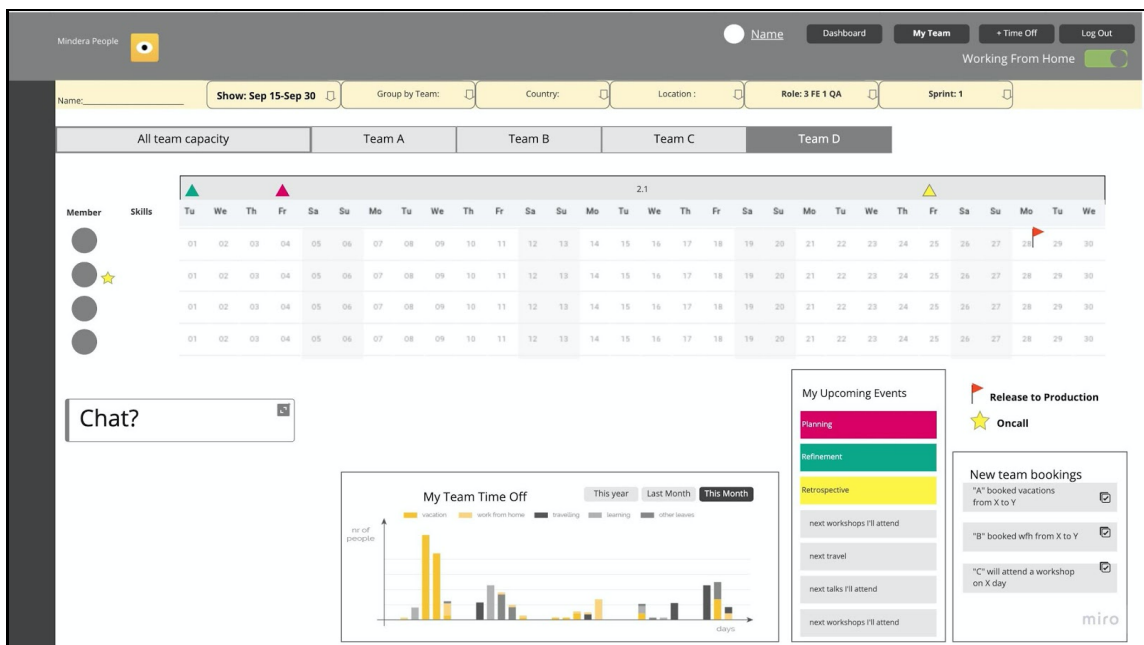 Mindera People
Name
Dashboard
My Team
+ Time Off
Log Out
Working From Home
Name:
Show: Sep 15-Sep 30
Group by Team:
Country:
Location :
Role: 3 FE 1 QA
Sprint: 1
All team capacity
Team A
Team B
Team C
Team D
2.1
Member Skills Tu We Th Fr Sa Su Mo Tu We Th Fr Sa Su Mo Tu We Th Fr Sa Su Mo Tu We Th Fr Sa Su Mo Tu We
01 02 03 04 05 06 07 08 09 10 11 12 13 14 15 16 17 18 19 20 21 22 23 24 25 26 27 28 29 30
01 02 03 04 05 06 07 08 09 10 11 12 13 14 15 16 17 18 19 20 21 22 23 24 25 26 27 28 29 30
01 02 03 04 05 06 07 08 09 10 11 12 13 14 15 16 17 18 19 20 21 22 23 24 25 26 27 28 29 30
01 02 03 04 05 06 07 08 09 10 11 12 13 14 15 16 17 18 19 20 21 22 23 24 25 26 27 28 29 30
Chat?
My Team Time Off
This year
Last Month
This Month
vacation
work from home
travelling
learning
other leaves
nr of
people
days
My Upcoming Events
Planning
Refinement
Retrospective
next workshops I'll attend
next travel
next talks I'll attend
next workshops I'll attend
Release to Production
Oncall
New team bookings
"A" booked vacations
from X to Y
"B" booked wfh from X to Y
"C" will attend a workshop
on X day
miro